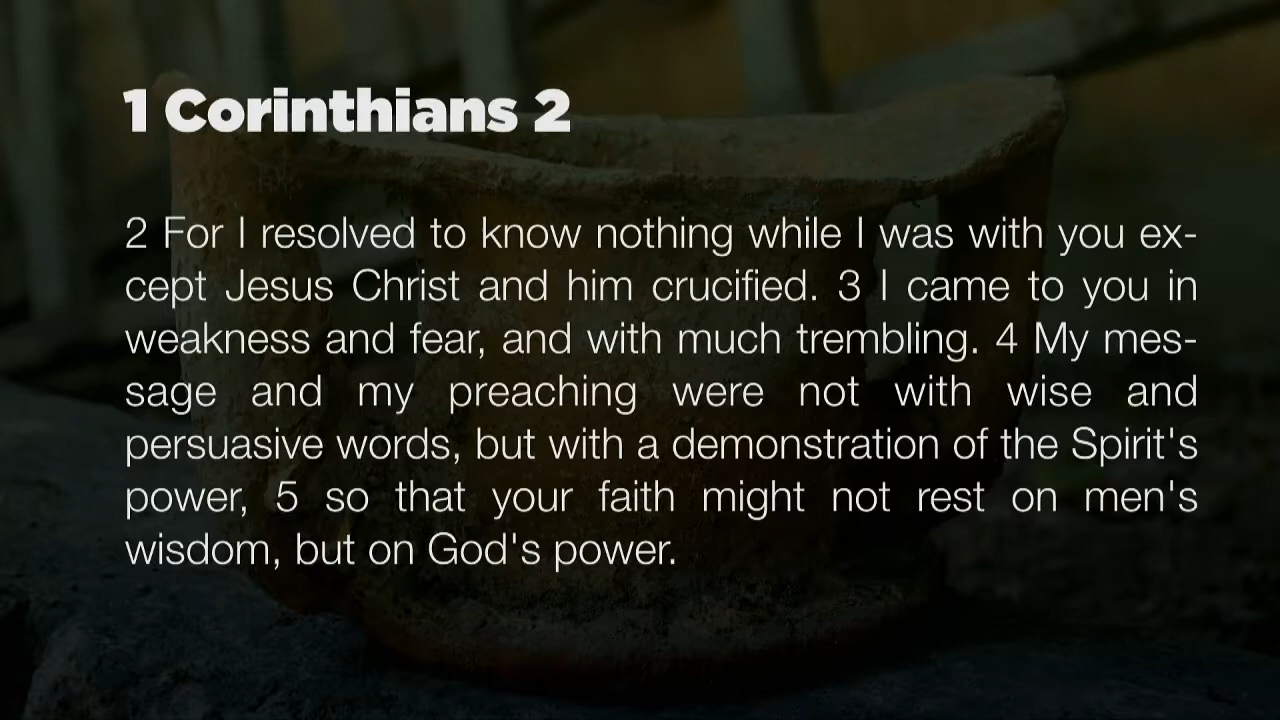 1 Corinthians 2
2 For I resolved to know nothing while I was with you ex-
cept Jesus Christ and him crucified. 3 I came to you in
weakness and fear, and with much trembling. 4 My mes-
sage and my preaching were not with wise and
persuasive words, but with a demonstration of the Spirit's
power, 5 so that your faith might not rest on men's
wisdom, but on God's power.